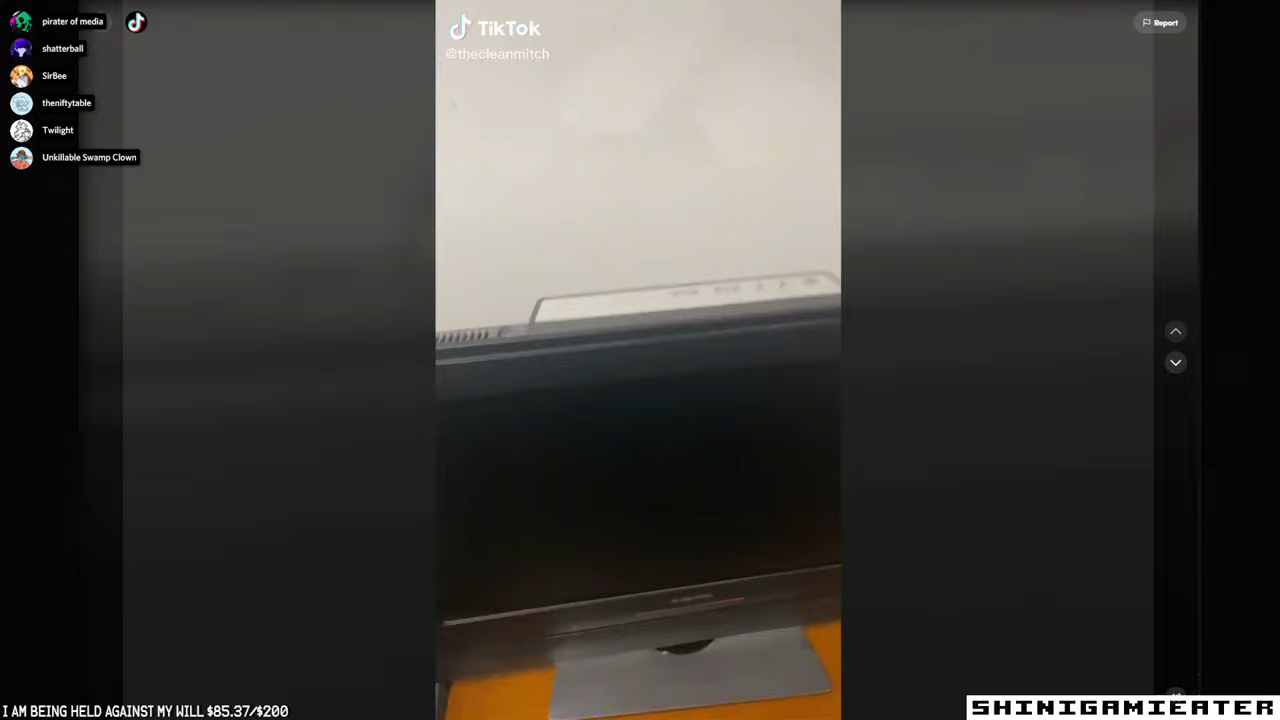 pirater of media
shatterball
SirBee
theniftytable
Twilight
Unkillable Swamp Clown
TikTok
@thecleanmitch
Report
I AM BEING HELD AGAINST MY WILL $85.37/$200
SHINIGAMIEATER